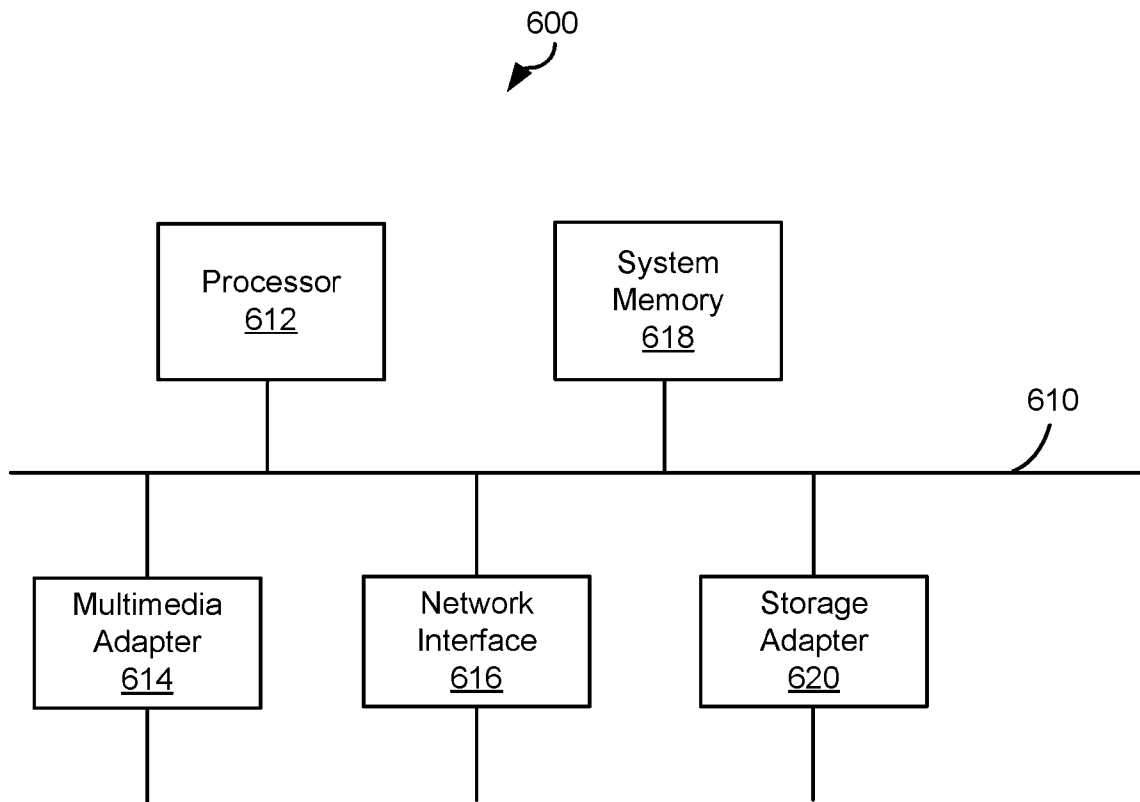 600
Processor
612
System
Memory
618
610
Multimedia
Adapter
614
Network
Interface
616
Storage
Adapter
620